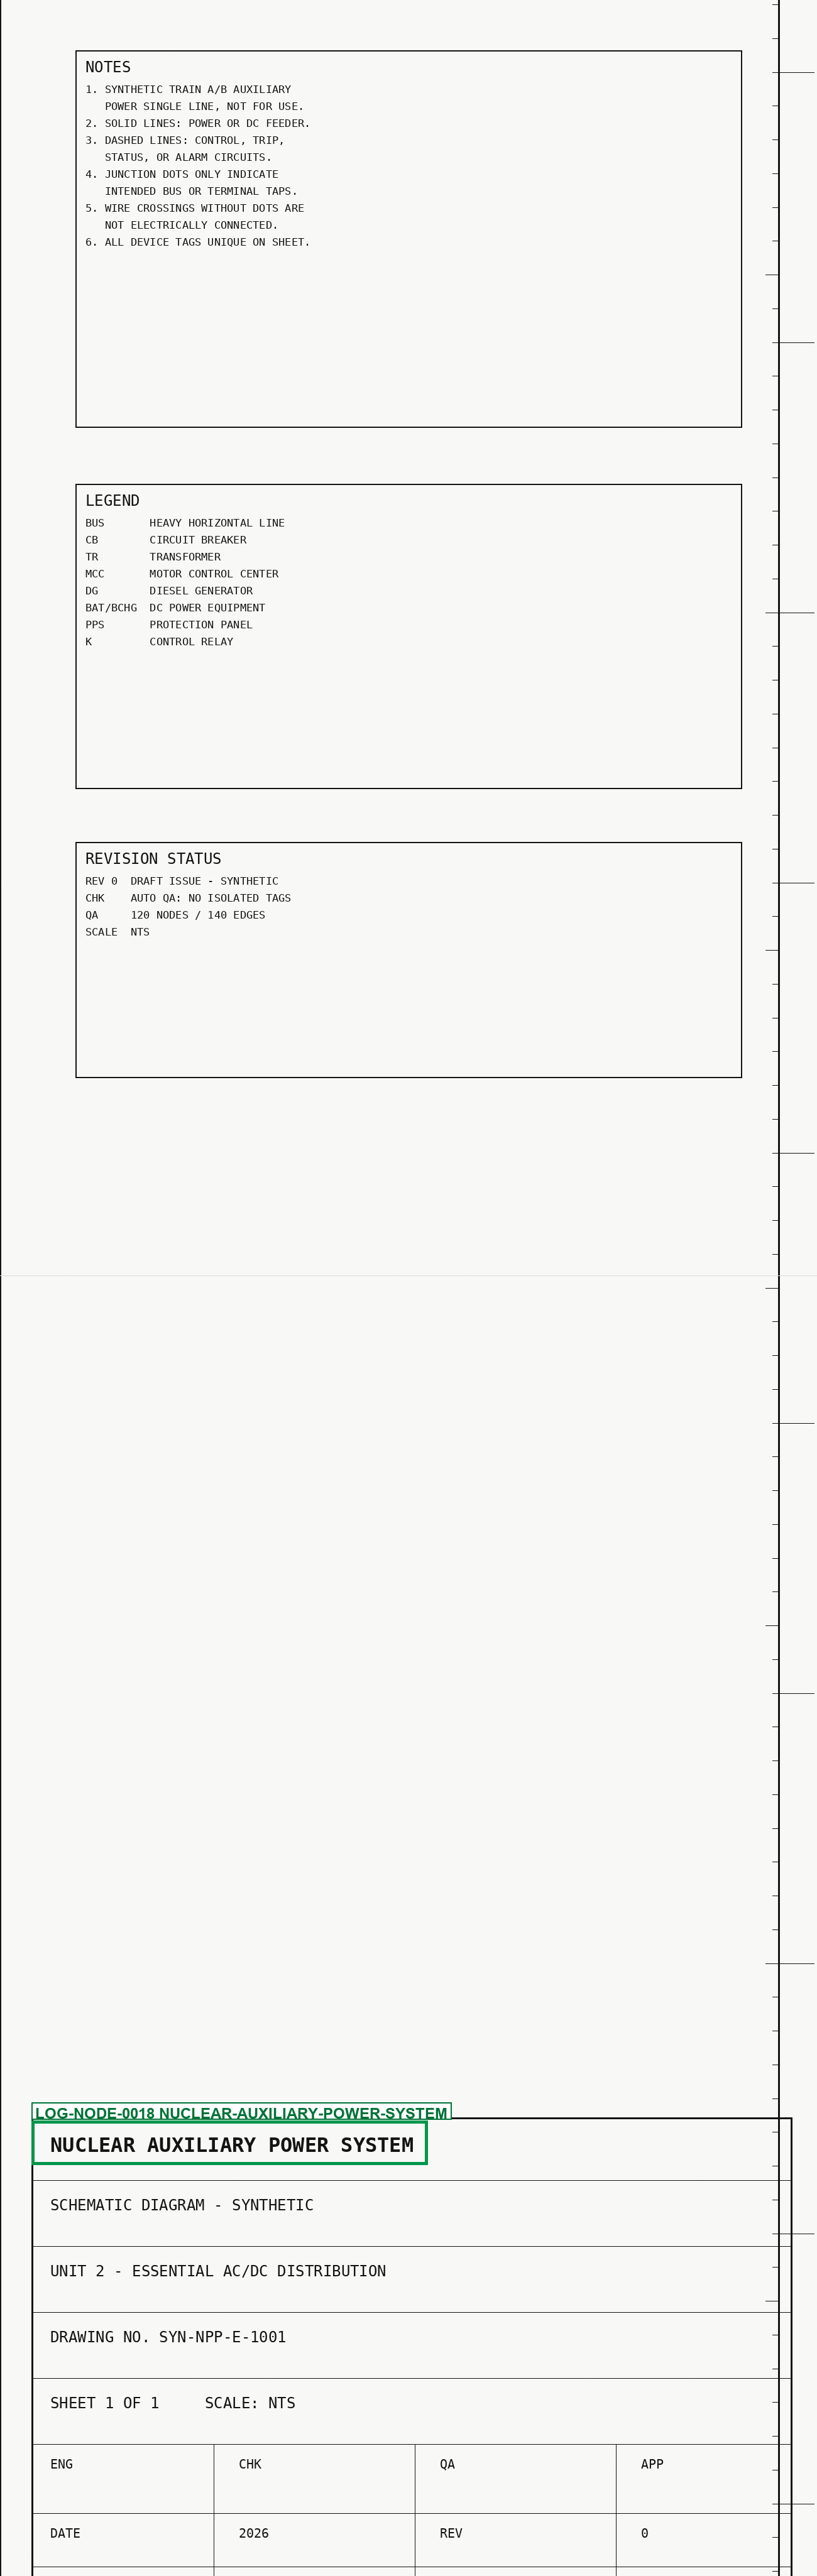 NOTES
1. SYNTHETIC TRAIN A/B AUXILIARY
POWER SINGLE LINE, NOT FOR USE.
2. SOLID LINES: POWER OR DC FEEDER.
3. DASHED LINES: CONTROL, TRIP,
STATUS, OR ALARM CIRCUITS.
4. JUNCTION DOTS ONLY INDICATE
INTENDED BUS OR TERMINAL TAPS.
5. WIRE CROSSINGS WITHOUT DOTS ARE
NOT ELECTRICALLY CONNECTED.
6. ALL DEVICE TAGS UNIQUE ON SHEET.
LEGEND
BUS HEAVY HORIZONTAL LINE
CB CIRCUIT BREAKER
TR TRANSFORMER
MCC MOTOR CONTROL CENTER
DG DIESEL GENERATOR
BAT/BCHG DC POWER EQUIPMENT
PPS PROTECTION PANEL
K CONTROL RELAY
REVISION STATUS
REV 0 DRAFT ISSUE - SYNTHETIC
CHK AUTO QA: NO ISOLATED TAGS
QA 120 NODES / 140 EDGES
SCALE NTS
LOG-NODE-0018 NUCLEAR-AUXILIARY-POWER-SYSTEM
NUCLEAR AUXILIARY POWER SYSTEM
SCHEMATIC DIAGRAM - SYNTHETIC
UNIT 2 - ESSENTIAL AC/DC DISTRIBUTION
DRAWING NO. SYN-NPP-E-1001
SHEET 1 OF 1 SCALE: NTS
ENG CHK QA APP
DATE 2026 REV 0